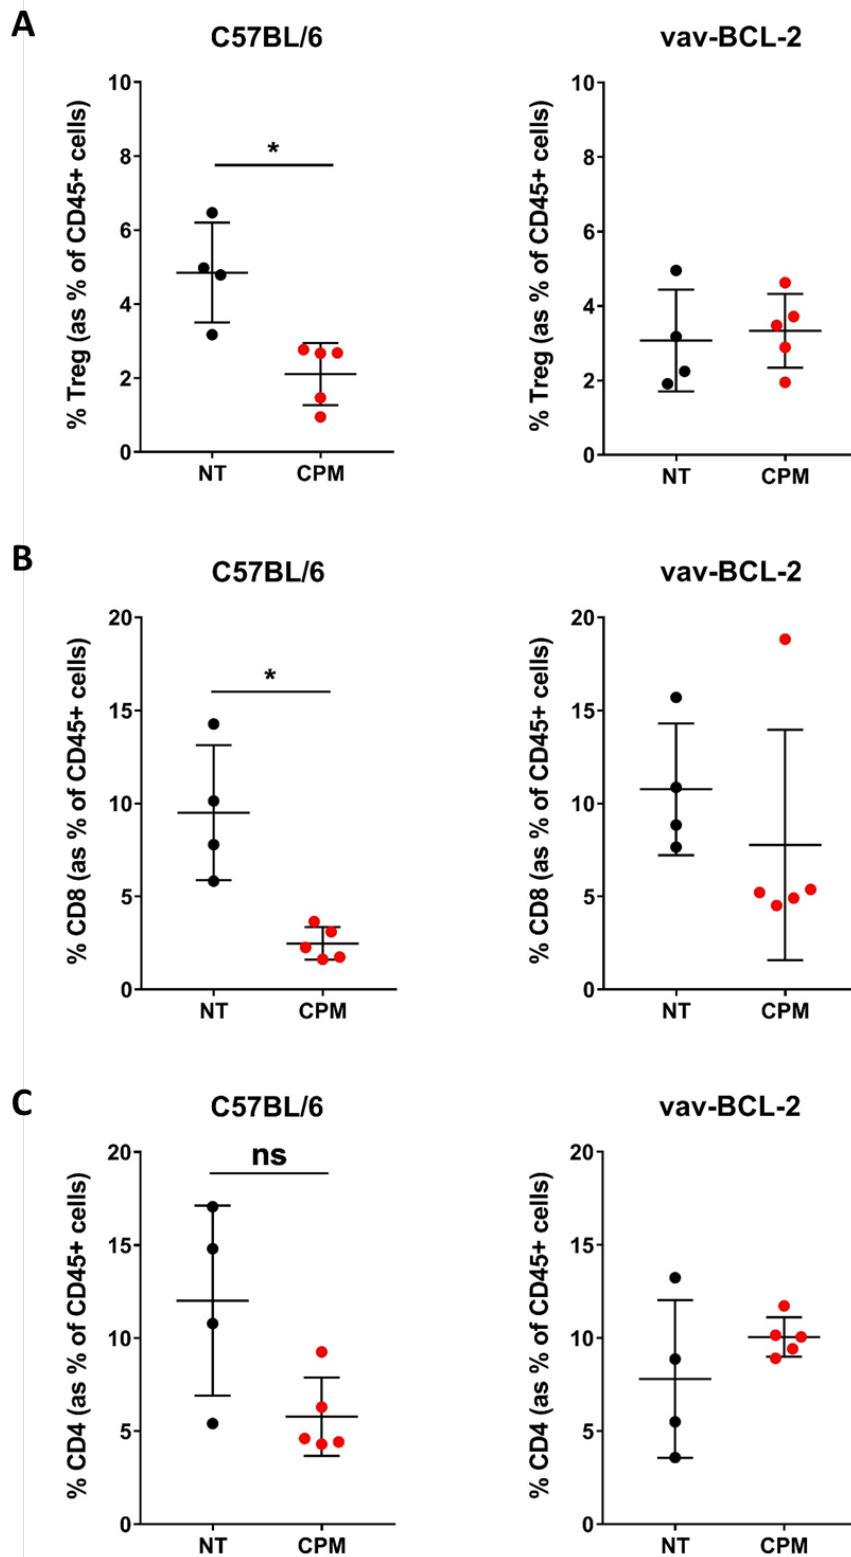 A
C57BL/6
vav-BCL-2
% Treg (as % of CD45+ cells)
10
8
6
4
2
0
*
NT
CPM
% Treg (as % of CD45+ cells)
10
8
6
4
2
0
NT
CPM
B
C57BL/6
vav-BCL-2
% CD8 (as % of CD45+ cells)
20
15
10
5
0
*
NT
CPM
% CD8 (as % of CD45+ cells)
20
15
10
5
0
NT
CPM
C
C57BL/6
vav-BCL-2
% CD4 (as % of CD45+ cells)
20
15
10
5
0
ns
NT
CPM
% CD4 (as % of CD45+ cells)
20
15
10
5
0
NT
CPM